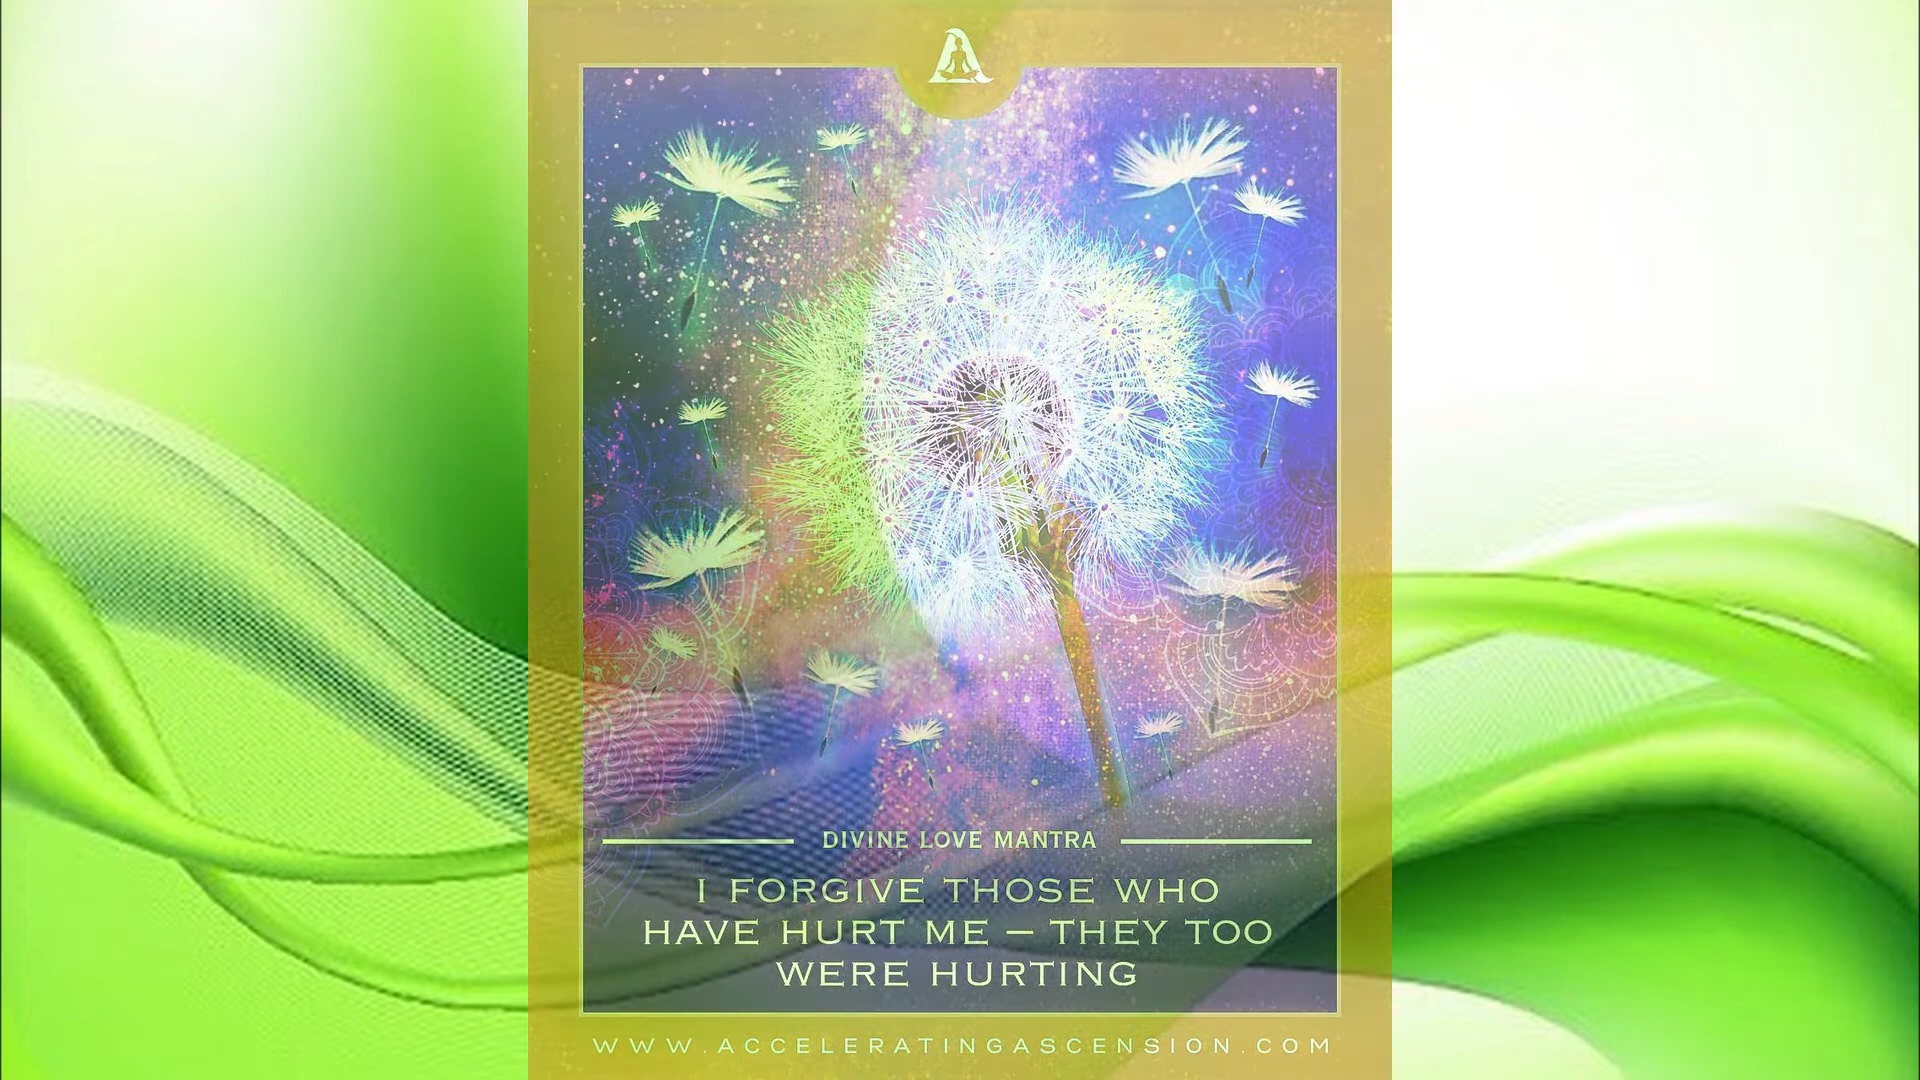 DIVINE LOVE MANTRA
I FORGIVE THOSE WHO
HAVE HURT ME – THEY TOO
WERE HURTING
WWW.ACCELERATINGASCENSION.COM